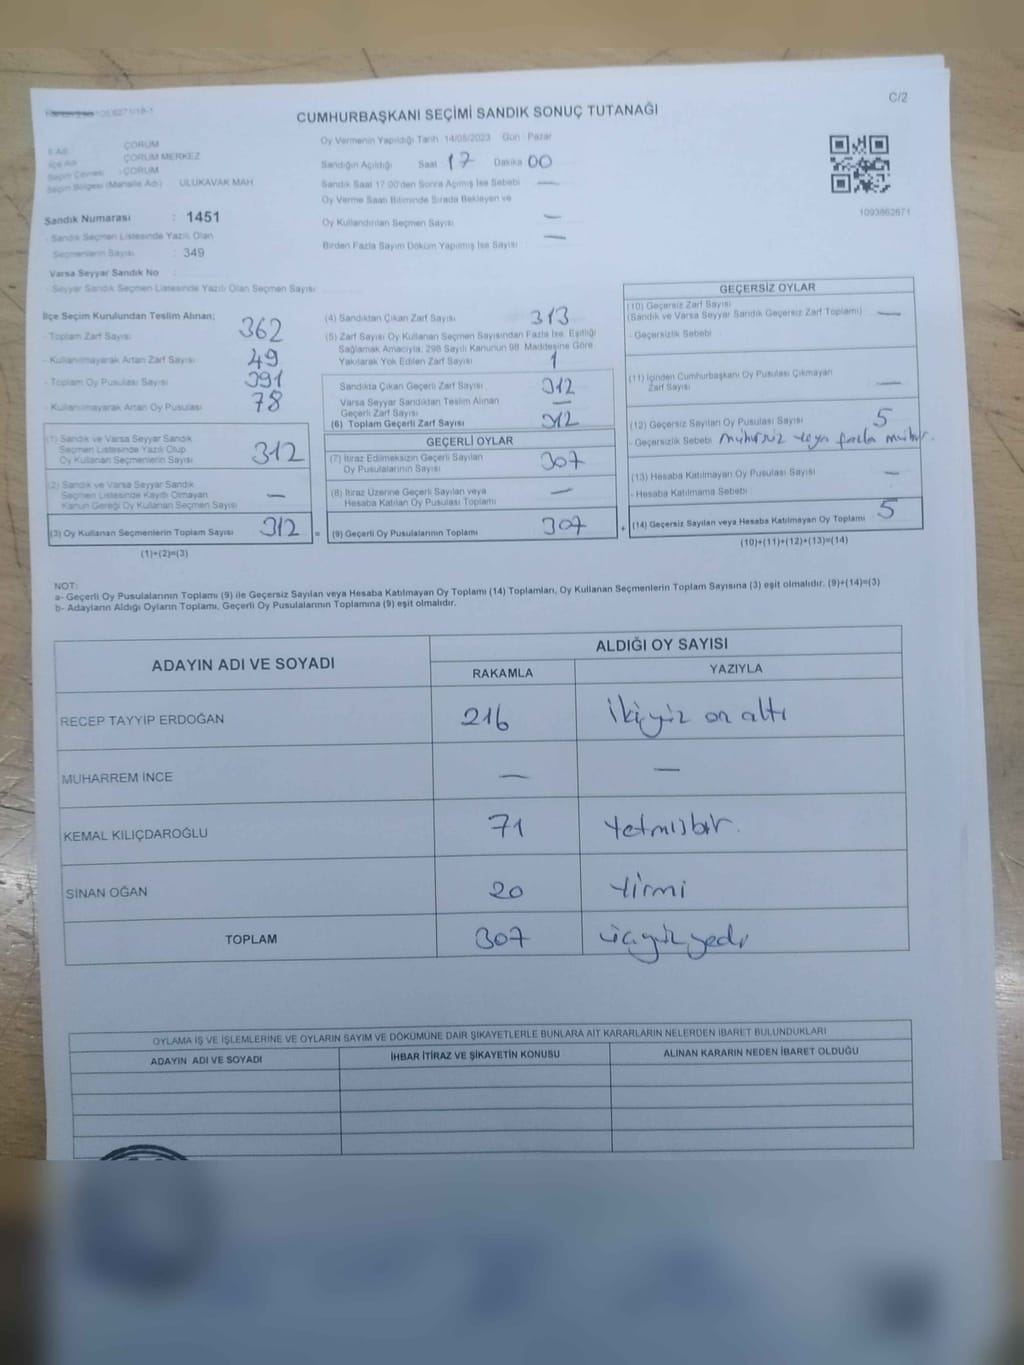 C/2
CUMHURBAŞKANI SEÇİMİ SANDIK SONUÇ TUTANAĞI
İl Adı : ÇORUM
İlçe Adı : ÇORUM MERKEZ
Seçim Çevresi : ÇORUM
Seçim Bölgesi (Mahalle Adı) : ULUKAVAK MAH
Sandık Numarası : 1451
- Sandık Seçmen Listesinde Yazılı Olan
Seçmenlerin Sayısı : 349
Varsa Seyyar Sandık No :
- Seyyar Sandık Seçmen Listesinde Yazılı Olan Seçmen Sayısı:
Oy Vermenin Yapıldığı Tarih : 14/05/2023 Gün : Pazar
Sandığın Açıldığı Saat 17 Dakika 00
Sandık Saat 17:00'den Sonra Açılmış İse Sebebi —
Oy Verme Saati Bitiminde Sırada Bekleyen ve
Oy Kullandırılan Seçmen Sayısı —
Birden Fazla Sayım Döküm Yapılmış İse Sayısı —
1093862671
İlçe Seçim Kurulundan Teslim Alınan;
- Toplam Zarf Sayısı 362
- Kullanılmayarak Artan Zarf Sayısı 49
- Toplam Oy Pusulası Sayısı 391
- Kullanılmayarak Artan Oy Pusulası 78
(1) Sandık ve Varsa Seyyar Sandık
Seçmen Listesinde Yazılı Olup
Oy Kullanan Seçmenlerin Sayısı 312
(2) Sandık ve Varsa Seyyar Sandık
Seçmen Listesinde Kayıtlı Olmayan
Kanun Gereği Oy Kullanan Seçmen Sayısı —
(3) Oy Kullanan Seçmenlerin Toplam Sayısı 312 =
(1)+(2)=(3)
(4) Sandıktan Çıkan Zarf Sayısı 313
(5) Zarf Sayısı Oy Kullanan Seçmen Sayısından Fazla İse, Eşitliği
Sağlamak Amacıyla, 298 Sayılı Kanunun 98. Maddesine Göre
Yakılarak Yok Edilen Zarf Sayısı 1
Sandıkta Çıkan Geçerli Zarf Sayısı 312
Varsa Seyyar Sandıktan Teslim Alınan
Geçerli Zarf Sayısı —
(6) Toplam Geçerli Zarf Sayısı 312
GEÇERLİ OYLAR
(7) İtiraz Edilmeksizin Geçerli Sayılan
Oy Pusulalarının Sayısı 307
(8) İtiraz Üzerine Geçerli Sayılan veya
Hesaba Katılan Oy Pusulası Toplamı —
(9) Geçerli Oy Pusulalarının Toplamı 307 +
GEÇERSİZ OYLAR
(10) Geçersiz Zarf Sayısı
(Sandık ve Varsa Seyyar Sandık Geçersiz Zarf Toplamı) —
- Geçersizlik Sebebi
(11) İçinden Cumhurbaşkanı Oy Pusulası Çıkmayan
Zarf Sayısı —
(12) Geçersiz Sayılan Oy Pusulası Sayısı 5
- Geçersizlik Sebebi mühürsiz veya fazla mühür.
(13) Hesaba Katılmayan Oy Pusulası Sayısı —
- Hesaba Katılmama Sebebi
(14) Geçersiz Sayılan veya Hesaba Katılmayan Oy Toplamı 5
(10)+(11)+(12)+(13)=(14)
NOT:
a- Geçerli Oy Pusulalarının Toplamı (9) ile Geçersiz Sayılan veya Hesaba Katılmayan Oy Toplamı (14) Toplamları, Oy Kullanan Seçmenlerin Toplam Sayısına (3) eşit olmalıdır. (9)+(14)=(3)
b- Adayların Aldığı Oyların Toplamı, Geçerli Oy Pusulalarının Toplamına (9) eşit olmalıdır.
ADAYIN ADI VE SOYADI
ALDIĞI OY SAYISI
RAKAMLA YAZIYLA
RECEP TAYYİP ERDOĞAN 216 ikiyüz on altı
MUHARREM İNCE — —
KEMAL KILIÇDAROĞLU 71 Yetmişbir.
SİNAN OĞAN 20 Yirmi
TOPLAM 307 üçyüzyedi
OYLAMA İŞ VE İŞLEMLERİNE VE OYLARIN SAYIM VE DÖKÜMÜNE DAİR ŞİKAYETLERLE BUNLARA AİT KARARLARIN NELERDEN İBARET BULUNDUKLARI
ADAYIN ADI VE SOYADI İHBAR İTİRAZ VE ŞİKAYETİN KONUSU ALINAN KARARIN NEDEN İBARET OLDUĞU